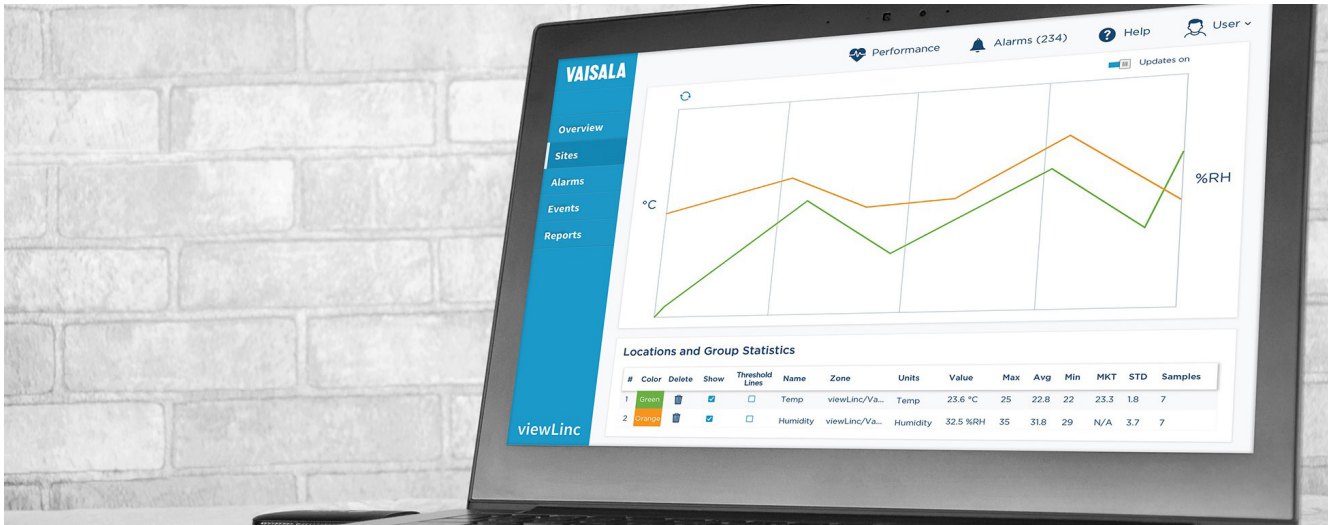 Performance
Alarms (234)
Help
User
VAISALA
Updates on
Overview
Sites
Alarms
Events
Reports
°C
%RH
Locations and Group Statistics
# Color Delete Show Threshold Lines Name Zone Units Value Max Avg Min MKT STD Samples
1 Green Temp viewLinc/Va... Temp 23.6 °C 25 22.8 22 23.3 1.8 7
2 Orange Humidity viewLinc/Va... Humidity 32.5 %RH 35 31.8 29 N/A 3.7 7
viewLinc